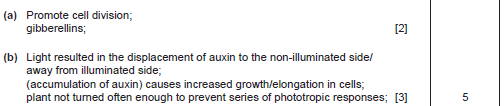 (a) Promote cell division;
gibberellins; [2]
(b) Light resulted in the displacement of auxin to the non-illuminated side/
away from illuminated side;
(accumulation of auxin) causes increased growth/elongation in cells;
plant not turned often enough to prevent series of phototropic responses; [3] 5